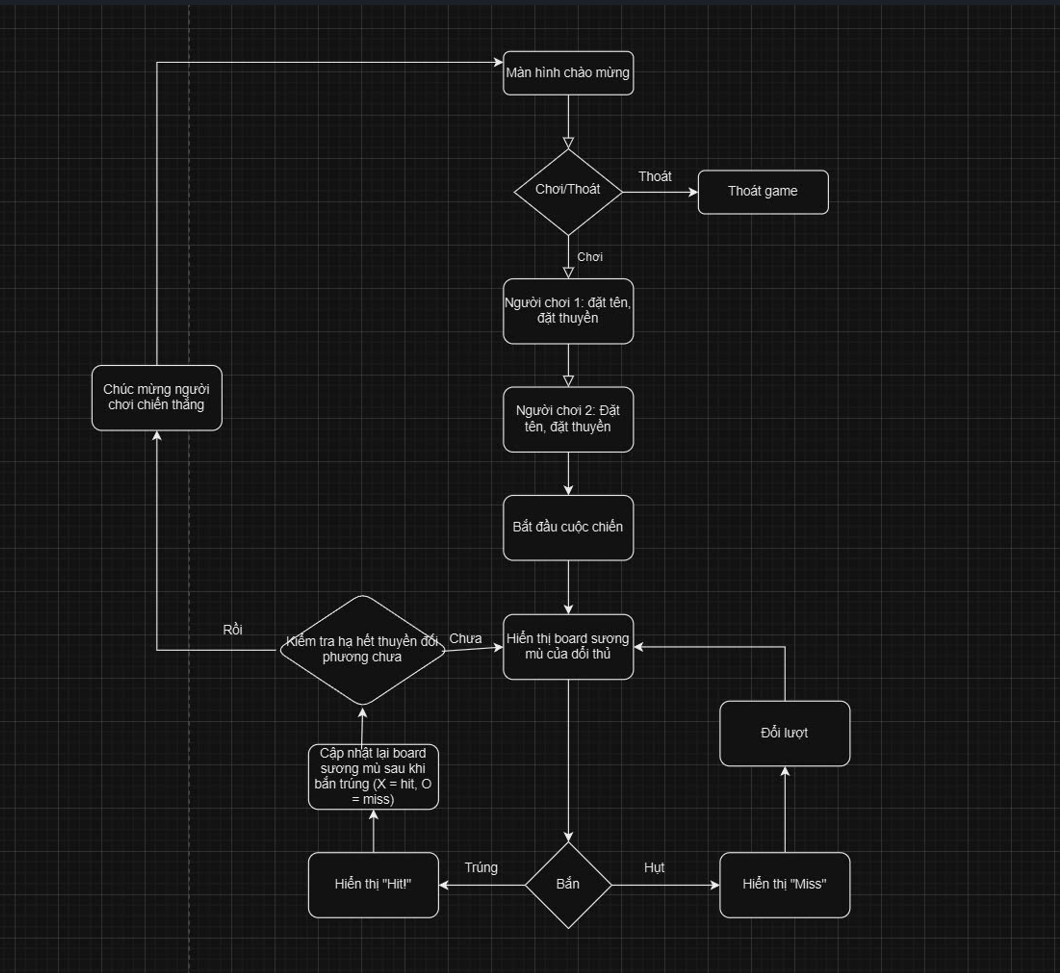 Màn hình chào mừng
Chơi/Thoát
Thoát
Thoát game
Chơi
Người chơi 1: đặt tên,
đặt thuyền
Chúc mừng người
chơi chiến thắng
Người chơi 2: Đặt
tên, đặt thuyền
Bắt đầu cuộc chiến
Rồi
Kiểm tra hạ hết thuyền đối
phương chưa
Chưa
Hiển thị board sương
mù của dổi thủ
Đổi lượt
Cập nhật lại board
sương mù sau khi
bắn trúng (X = hit, O
= miss)
Trúng
Hụt
Hiển thị "Hit!"
Bắn
Hiển thị "Miss"